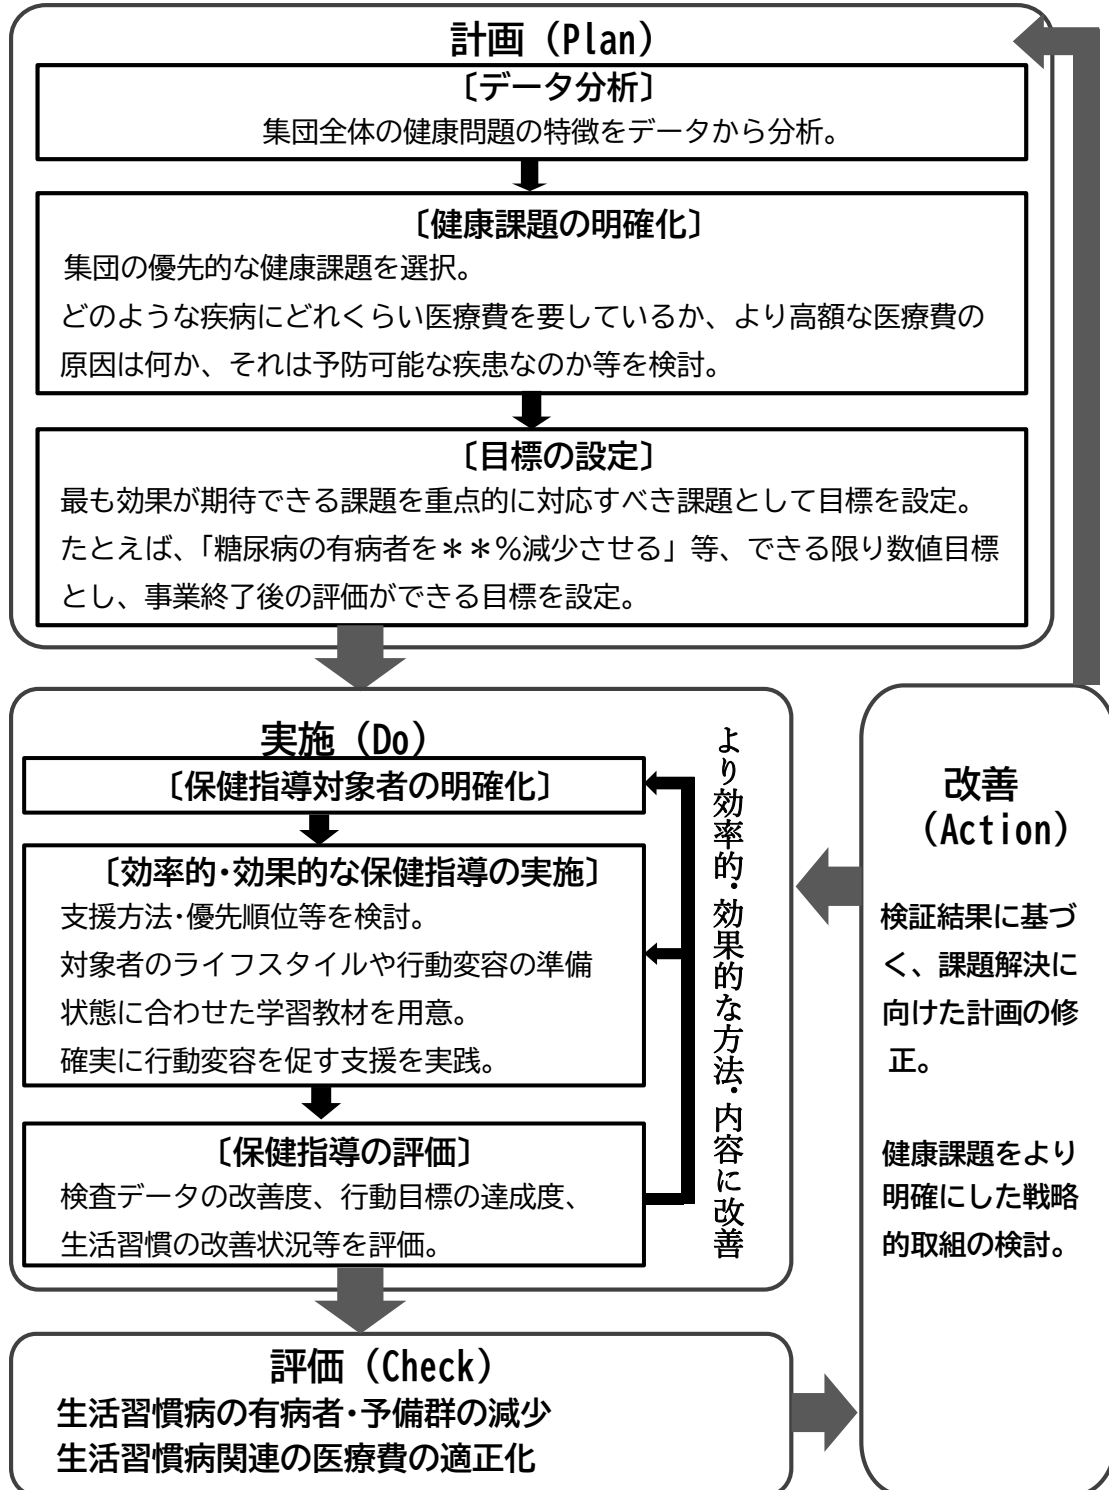 計画（Plan）
〔データ分析〕
集団全体の健康問題の特徴をデータから分析。
〔健康課題の明確化〕
集団の優先的な健康課題を選択。
どのような疾病にどれくらい医療費を要しているか、より高額な医療費の
原因は何か、それは予防可能な疾患なのか等を検討。
〔目標の設定〕
最も効果が期待できる課題を重点的に対応すべき課題として目標を設定。
たとえば、「糖尿病の有病者を＊＊％減少させる」等、できる限り数値目標
とし、事業終了後の評価ができる目標を設定。
実施（Do）
〔保健指導対象者の明確化〕
〔効率的・効果的な保健指導の実施〕
支援方法・優先順位等を検討。
対象者のライフスタイルや行動変容の準備
状態に合わせた学習教材を用意。
確実に行動変容を促す支援を実践。
〔保健指導の評価〕
検査データの改善度、行動目標の達成度、
生活習慣の改善状況等を評価。
より効率的・効果的な方法・内容に改善
評価（Check）
生活習慣病の有病者・予備群の減少
生活習慣病関連の医療費の適正化
改善
（Action）
検証結果に基づ
く、課題解決に
向けた計画の修
正。
健康課題をより
明確にした戦略
的取組の検討。